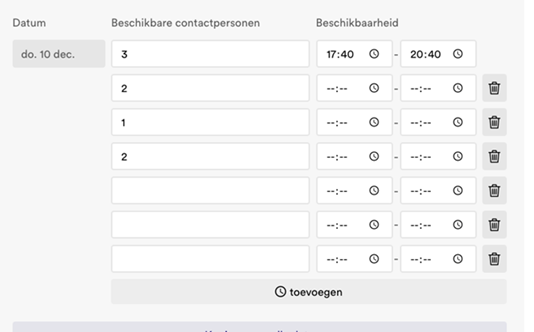 Datum Beschikbare contactpersonen Beschikbaarheid
do. 10 dec. 3 17:40 - 20:40
2 --:-- - --:--
1 --:-- - --:--
2 --:-- - --:--
--:-- - --:--
--:-- - --:--
--:-- - --:--
toevoegen